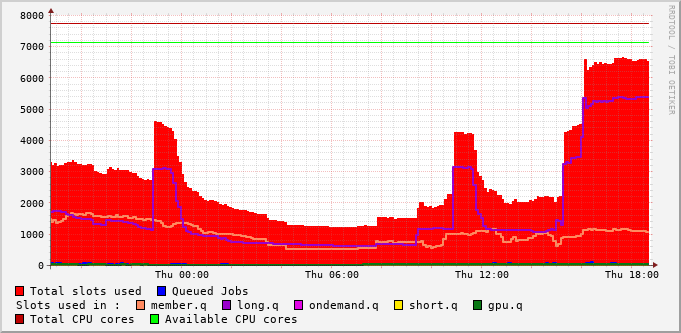 8000
7000
6000
5000
4000
3000
2000
1000
0
Thu 00:00 Thu 06:00 Thu 12:00 Thu 18:00
RRDTOOL / TOBI OETIKER
Total slots used Queued Jobs
Slots used in : member.q long.q ondemand.q short.q gpu.q
Total CPU cores Available CPU cores